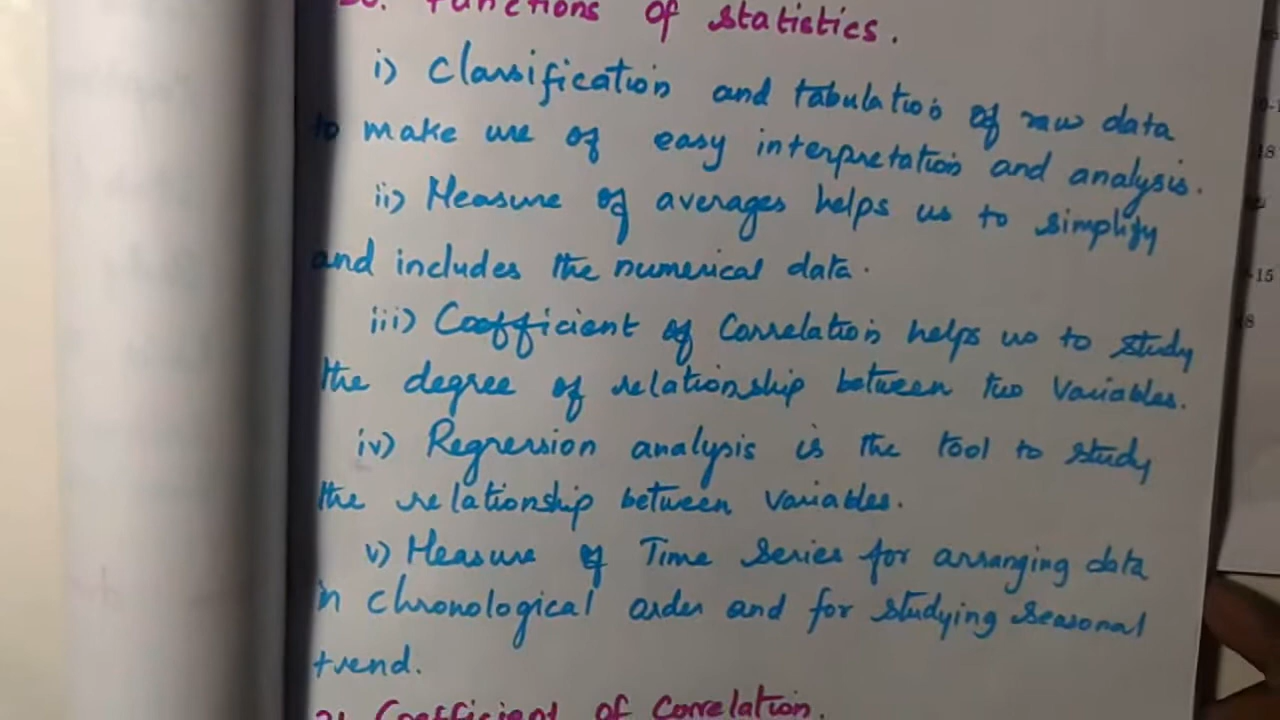 Functions of statistics.
i) Classification and tabulation of raw data
to make use of easy interpretation and analysis.
ii) Measure of averages helps us to simplify
and includes the numerical data.
iii) Coefficient of Correlation helps us to study
the degree of relationship between two Variables.
iv) Regression analysis is the tool to study
the relationship between Variables.
v) Measure of Time Series for arranging data
in chronological order and for studying seasonal
trend.
Coefficient of Correlation.
15
8